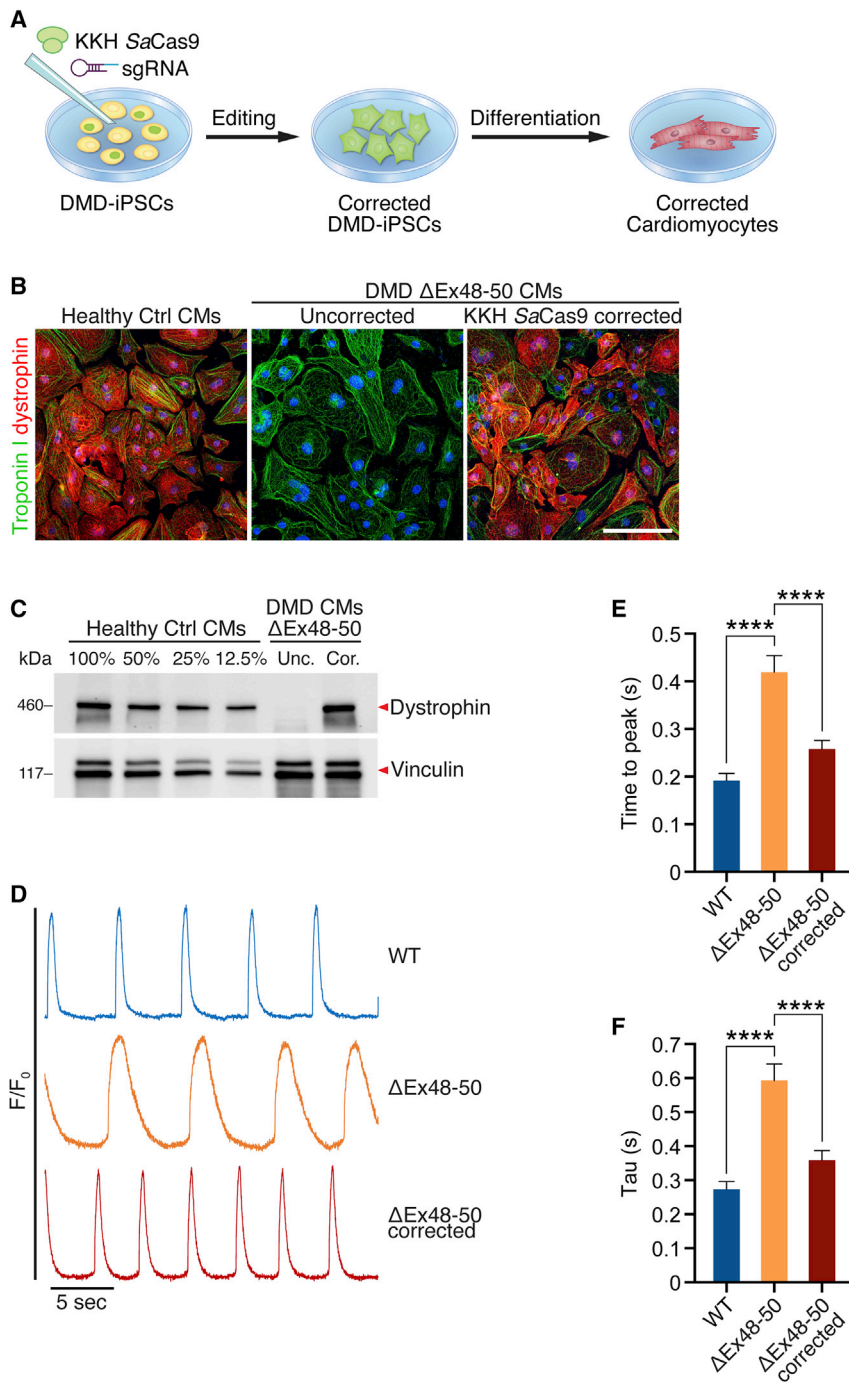 A
KKH SaCas9
sgRNA
Editing
Differentiation
DMD-iPSCs
Corrected
DMD-iPSCs
Corrected
Cardiomyocytes
B
DMD ΔEx48-50 CMs
Healthy Ctrl CMs
Uncorrected
KKH SaCas9 corrected
Troponin I dystrophin
C
Healthy Ctrl CMs
DMD CMs
ΔEx48-50
kDa
100% 50% 25% 12.5% Unc. Cor.
460
Dystrophin
117
Vinculin
D
F/F0
WT
ΔEx48-50
ΔEx48-50
corrected
5 sec
E
Time to peak (s)
0.5
0.4
0.3
0.2
0.1
0
****
****
WT
ΔEx48-50
ΔEx48-50
corrected
F
Tau (s)
0.7
0.6
0.5
0.4
0.3
0.2
0.1
0
****
****
WT
ΔEx48-50
ΔEx48-50
corrected